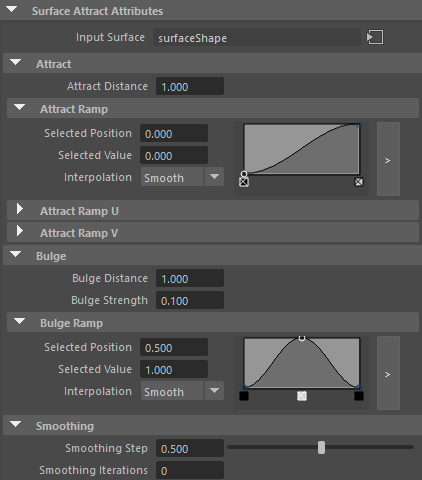 Surface Attract Attributes
Input Surface surfaceShape
Attract
Attract Distance 1.000
Attract Ramp
Selected Position 0.000
Selected Value 0.000
Interpolation Smooth
>
Attract Ramp U
Attract Ramp V
Bulge
Bulge Distance 1.000
Bulge Strength 0.100
Bulge Ramp
Selected Position 0.500
Selected Value 1.000
Interpolation Smooth
>
Smoothing
Smoothing Step 0.500
Smoothing Iterations 0